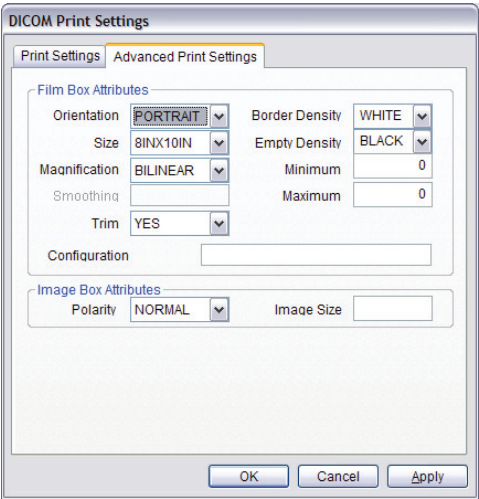 DICOM Print Settings
Print Settings Advanced Print Settings
Film Box Attributes
Orientation PORTRAIT Border Density WHITE
Size 8INX10IN Empty Density BLACK
Magnification BILINEAR Minimum 0
Smoothing Maximum 0
Trim YES
Configuration
Image Box Attributes
Polarity NORMAL Image Size
OK Cancel Apply